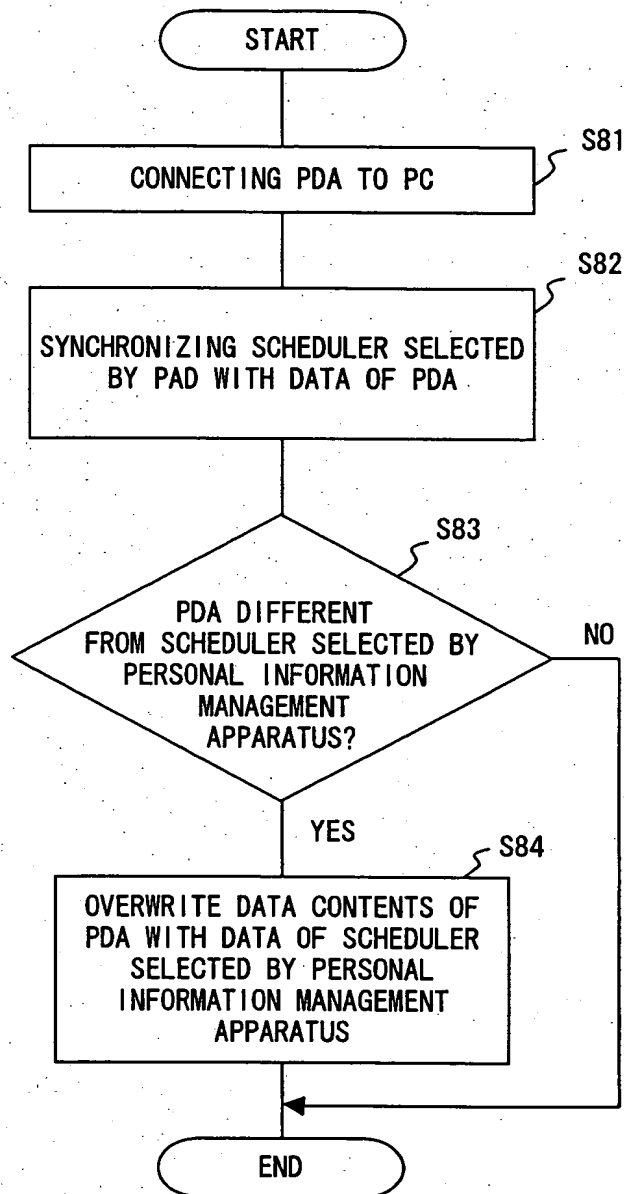 START
S81
CONNECTING PDA TO PC
S82
SYNCHRONIZING SCHEDULER SELECTED
BY PAD WITH DATA OF PDA
S83
PDA DIFFERENT
FROM SCHEDULER SELECTED BY
PERSONAL INFORMATION
MANAGEMENT
APPARATUS?
NO
YES
S84
OVERWRITE DATA CONTENTS OF
PDA WITH DATA OF SCHEDULER
SELECTED BY PERSONAL
INFORMATION MANAGEMENT
APPARATUS
END